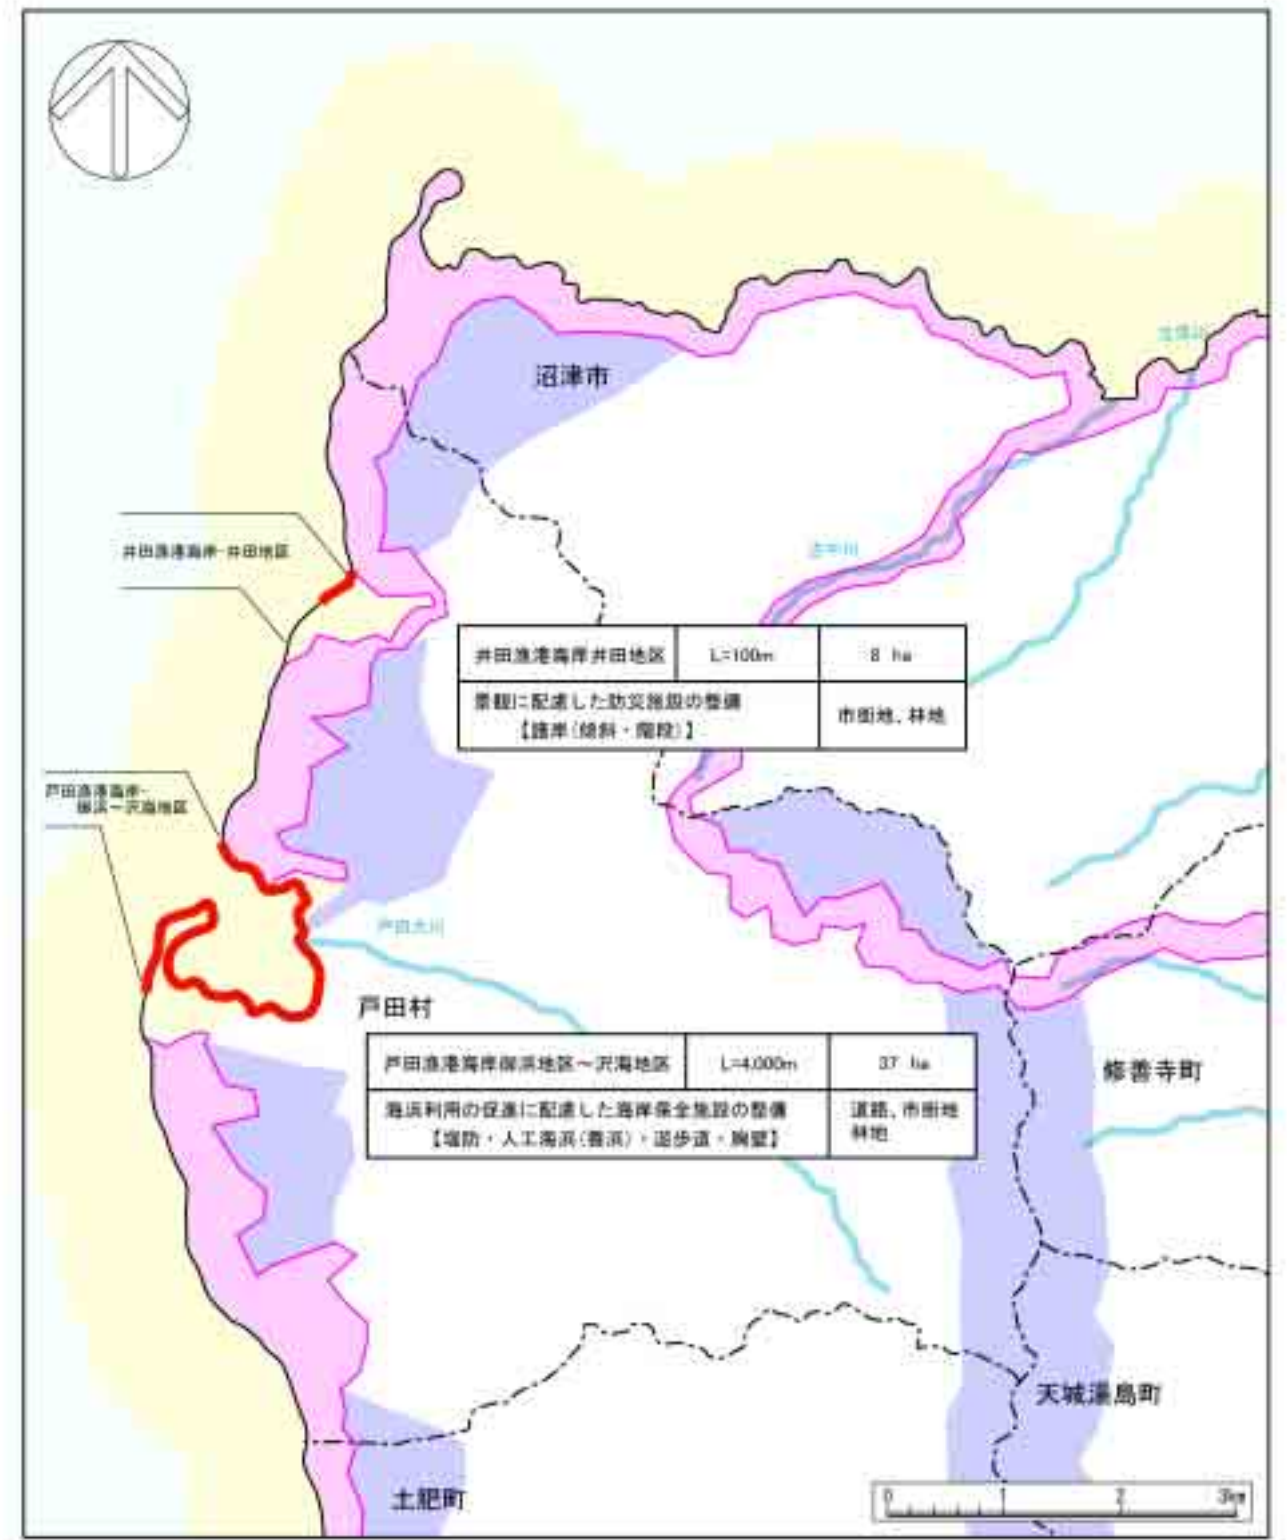 沼津市
井田漁港海岸-井田地区
井田漁港海岸井田地区
L=100m
8 ha
景観に配慮した防災施設の整備
【護岸(傾斜・階段)】
市街地、林地
戸田漁港海岸-
御浜～沢海地区
戸田大川
戸田村
戸田漁港海岸御浜地区～沢海地区
L=4,000m
37 ha
海浜利用の促進に配慮した海岸保全施設の整備
【堤防・人工海浜(養浜)・遊歩道・胸壁】
道路、市街地
林地
修善寺町
天城湯島町
土肥町
0 1 2 3km